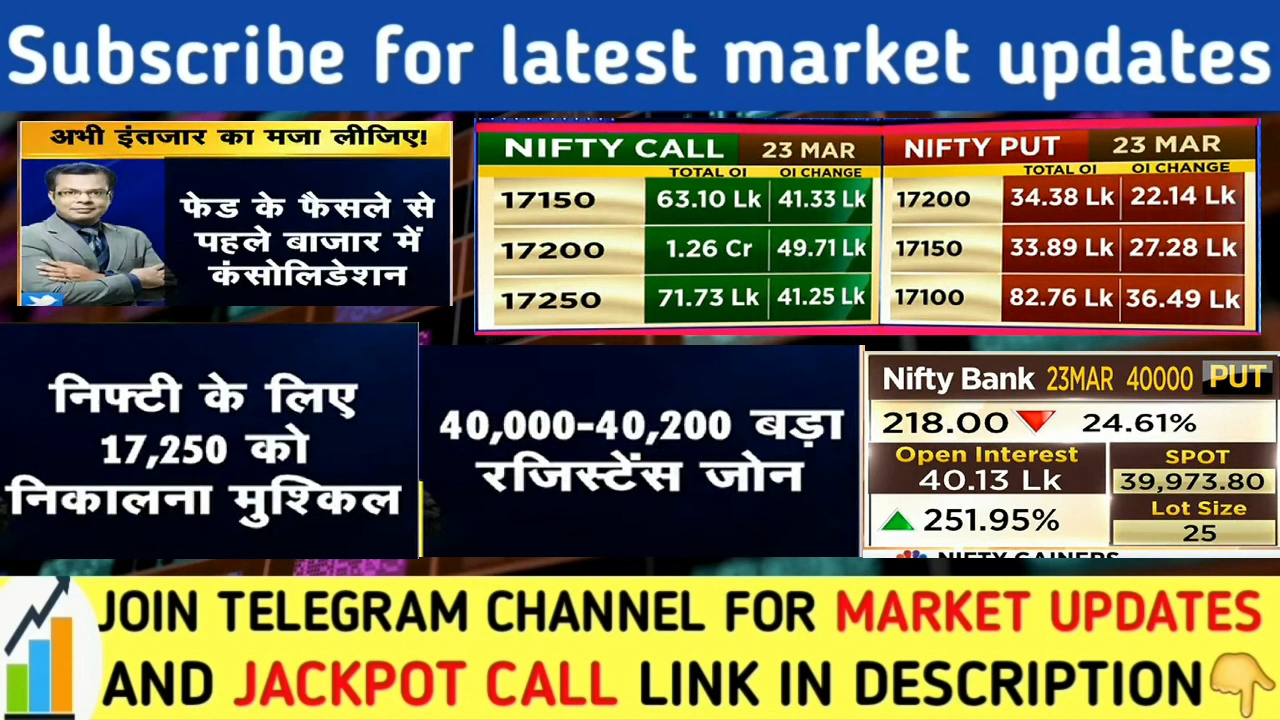 Subscribe for latest market updates
अभी इंतजार का मजा लीजिए!
फेड के फैसले से
पहले बाजार में
कंसोलिडेशन
NIFTY CALL 23 MAR
TOTAL OI OI CHANGE
17150 63.10 Lk 41.33 Lk
17200 1.26 Cr 49.71 Lk
17250 71.73 Lk 41.25 Lk
NIFTY PUT 23 MAR
TOTAL OI OI CHANGE
17200 34.38 Lk 22.14 Lk
17150 33.89 Lk 27.28 Lk
17100 82.76 Lk 36.49 Lk
निफ्टी के लिए
17,250 को
निकालना मुश्किल
40,000-40,200 बड़ा
रजिस्टेंस जोन
Nifty Bank 23MAR 40000 PUT
218.00 24.61%
Open Interest
40.13 Lk
251.95%
SPOT
39,973.80
Lot Size
25
NIFTY GAINERS
JOIN TELEGRAM CHANNEL FOR MARKET UPDATES
AND JACKPOT CALL LINK IN DESCRIPTION